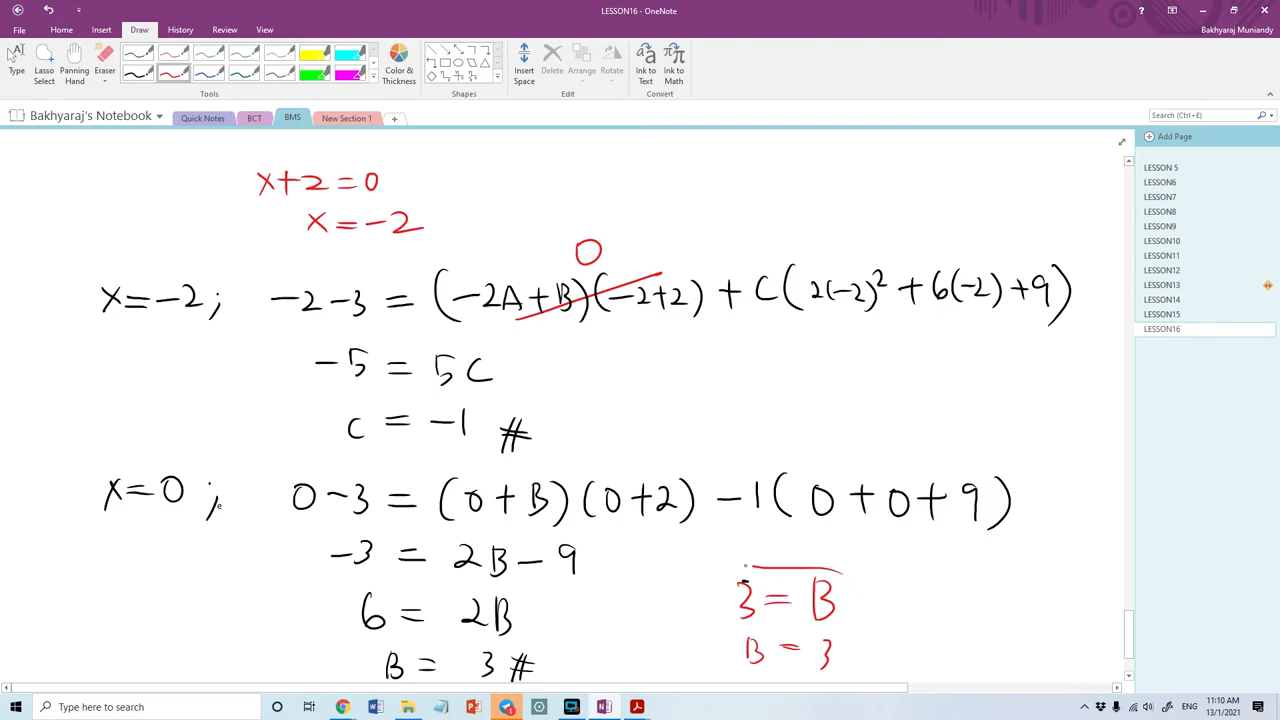 LESSON16 - OneNote
File Home Insert Draw History Review View
Bakhyaraj Muniandy
Type Lasso Select Panning Hand Eraser Color & Thickness Insert Space Delete Arrange Rotate Ink to Text Ink to Math
Tools Shapes Edit Convert
Bakhyaraj's Notebook Quick Notes BCT BMS New Section 1 +
Search (Ctrl+E)
Add Page
LESSON 5
LESSON6
LESSON7
LESSON8
LESSON9
LESSON10
LESSON11
LESSON12
LESSON13
LESSON14
LESSON15
LESSON16
x+2=0
x=-2
0
x=-2; -2-3 = (-2A+B)(-2+2) + C(2(-2)²+6(-2)+9)
-5 = 5C
C = -1 #
x=0; 0-3 = (0+B)(0+2) -1(0+0+9)
-3 = 2B-9
6 = 2B
B = 3 #
3 = B
B = 3
Type here to search
ENG
11:10 AM
13/1/2021